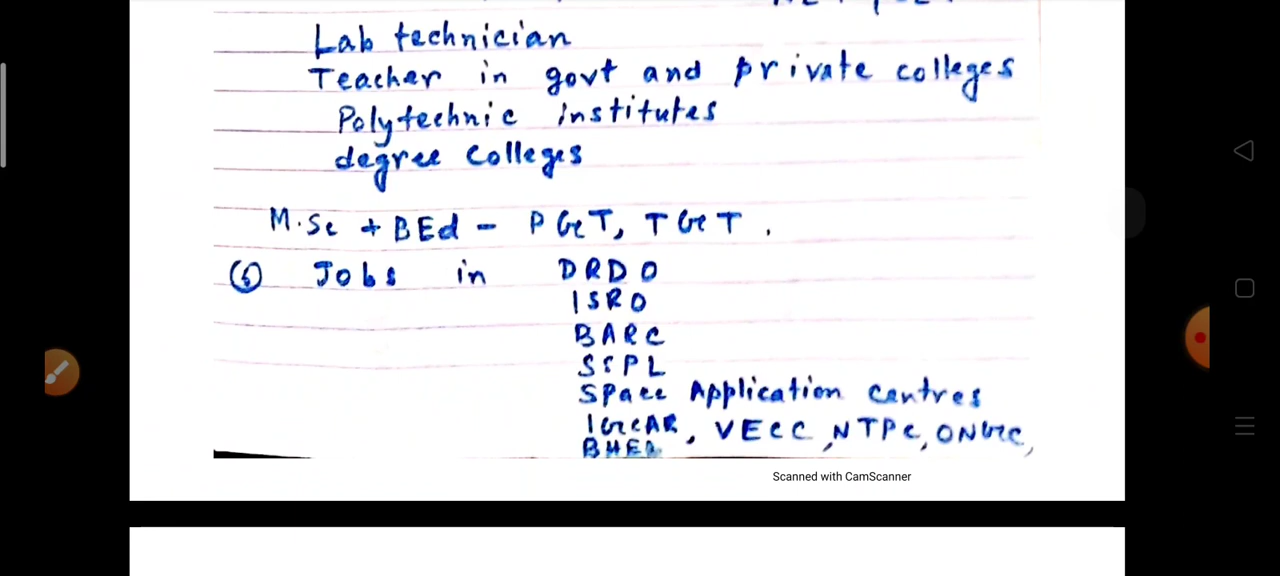 Lab technician
Teacher in govt and private colleges
Polytechnic institutes
degree colleges
M.Sc + BEd - PGT, TGT.
(6) Jobs in DRDO
ISRO
BARC
SSPL
Space Application centres
IGCAR, VECC, NTPC, ONGC,
BHEL
Scanned with CamScanner